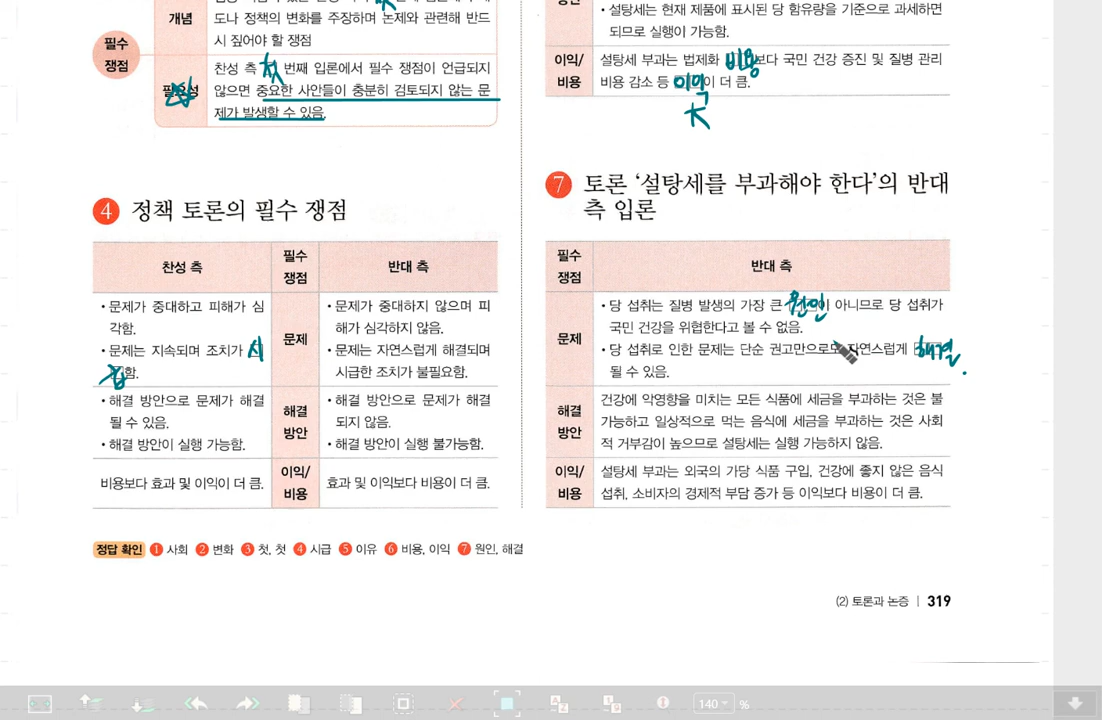 개념
도나 정책의 변화를 주장하며 논제와 관련해 반드
시 짚어야 할 쟁점
필수
쟁점
필요성
찬성 측 첫 번째 입론에서 필수 쟁점이 언급되지
않으면 중요한 사안들이 충분히 검토되지 않는 문
제가 발생할 수 있음.
4 정책 토론의 필수 쟁점
찬성 측
필수
쟁점
반대 측
• 문제가 중대하고 피해가 심
각함.
• 문제는 지속되며 조치가 시
급함.
문제
• 문제가 중대하지 않으며 피
해가 심각하지 않음.
• 문제는 자연스럽게 해결되며
시급한 조치가 불필요함.
• 해결 방안으로 문제가 해결
될 수 있음.
• 해결 방안이 실행 가능함.
해결
방안
• 해결 방안으로 문제가 해결
되지 않음.
• 해결 방안이 실행 불가능함.
비용보다 효과 및 이익이 더 큼.
이익/
비용
효과 및 이익보다 비용이 더 큼.
정답 확인 1 사회 2 변화 3 첫, 첫 4 시급 5 이유 6 비용, 이익 7 원인, 해결
• 설탕세는 현재 제품에 표시된 당 함유량을 기준으로 과세하면
되므로 실행이 가능함.
이익/
비용
설탕세 부과는 법제화 비용보다 국민 건강 증진 및 질병 관리
비용 감소 등 이익이 더 큼.
7 토론 ‘설탕세를 부과해야 한다’의 반대
측 입론
필수
쟁점
반대 측
문제
• 당 섭취는 질병 발생의 가장 큰 원인이 아니므로 당 섭취가
국민 건강을 위협한다고 볼 수 없음.
• 당 섭취로 인한 문제는 단순 권고만으로도 자연스럽게 해결
될 수 있음.
해결
방안
건강에 악영향을 미치는 모든 식품에 세금을 부과하는 것은 불
가능하고 일상적으로 먹는 음식에 세금을 부과하는 것은 사회
적 거부감이 높으므로 설탕세는 실행 가능하지 않음.
이익/
비용
설탕세 부과는 외국의 가당 식품 구입, 건강에 좋지 않은 음식
섭취, 소비자의 경제적 부담 증가 등 이익보다 비용이 더 큼.
(2) 토론과 논증 | 319
140 %